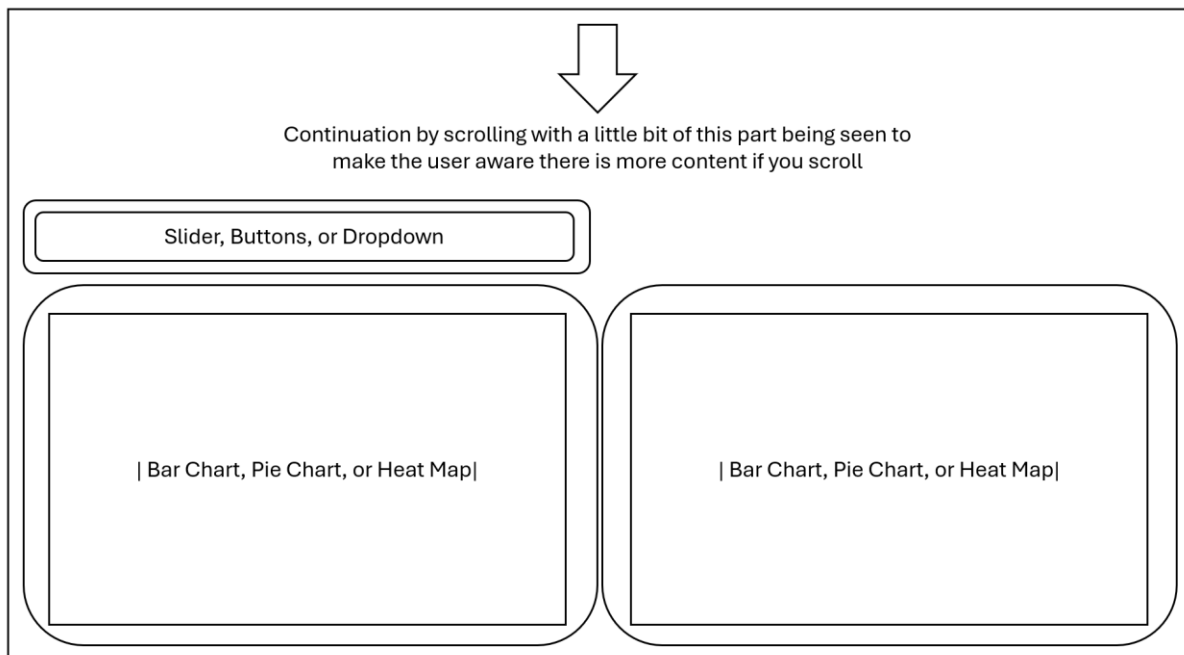 Continuation by scrolling with a little bit of this part being seen to
make the user aware there is more content if you scroll
Slider, Buttons, or Dropdown
| Bar Chart, Pie Chart, or Heat Map|
| Bar Chart, Pie Chart, or Heat Map|